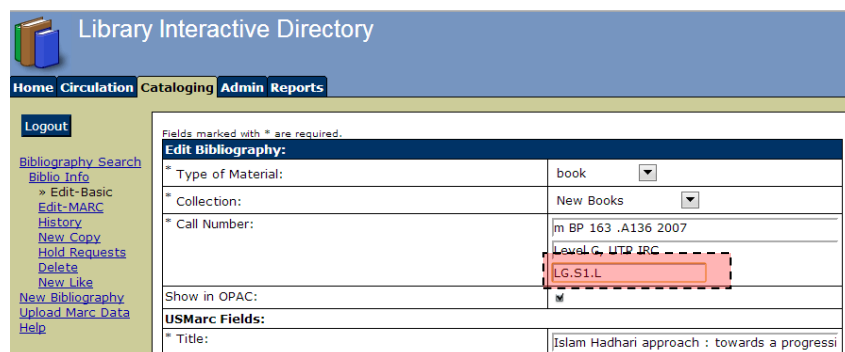 Library Interactive Directory
Home Circulation Cataloging Admin Reports
Logout
Bibliography Search
Biblio Info
» Edit-Basic
Edit-MARC
History
New Copy
Hold Requests
Delete
New Like
New Bibliography
Upload Marc Data
Help
Fields marked with * are required.
Edit Bibliography:
* Type of Material: book
* Collection: New Books
* Call Number: m BP 163 .A136 2007
Level G, UTP IRC
LG.S1.L
Show in OPAC:
USMarc Fields:
* Title: Islam Hadhari approach : towards a progressi